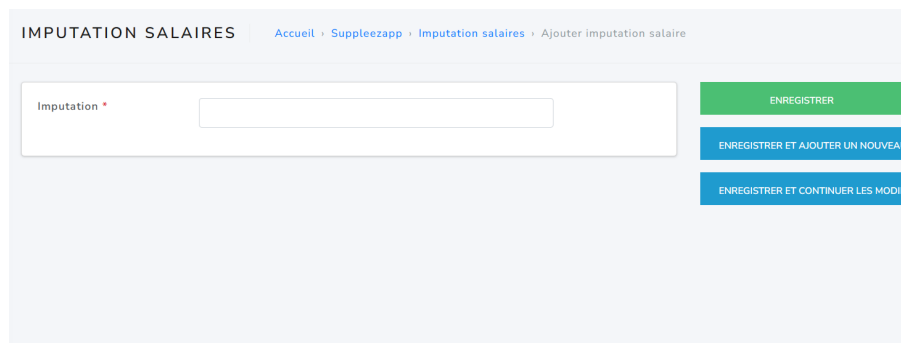 IMPUTATION SALAIRES
Accueil › Suppleezapp › Imputation salaires › Ajouter imputation salaire
Imputation *
ENREGISTRER
ENREGISTRER ET AJOUTER UN NOUVEA
ENREGISTRER ET CONTINUER LES MODI